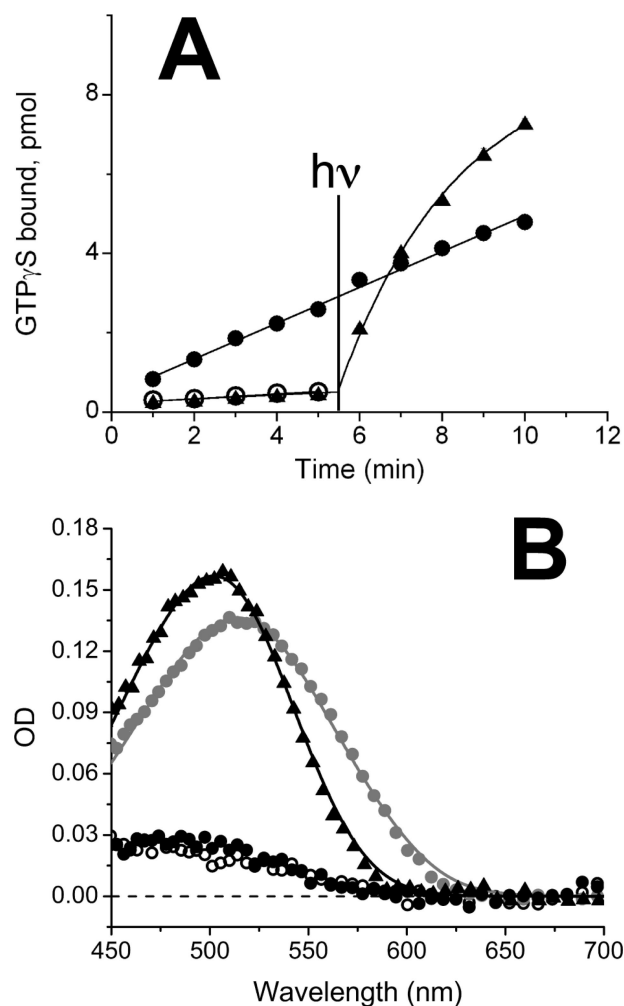 A
8
GTPγS bound, pmol
hν
4
0
0 2 4 6 8 10 12
Time (min)
B
0.18
0.15
0.12
OD
0.09
0.06
0.03
0.00
450 500 550 600 650 700
Wavelength (nm)